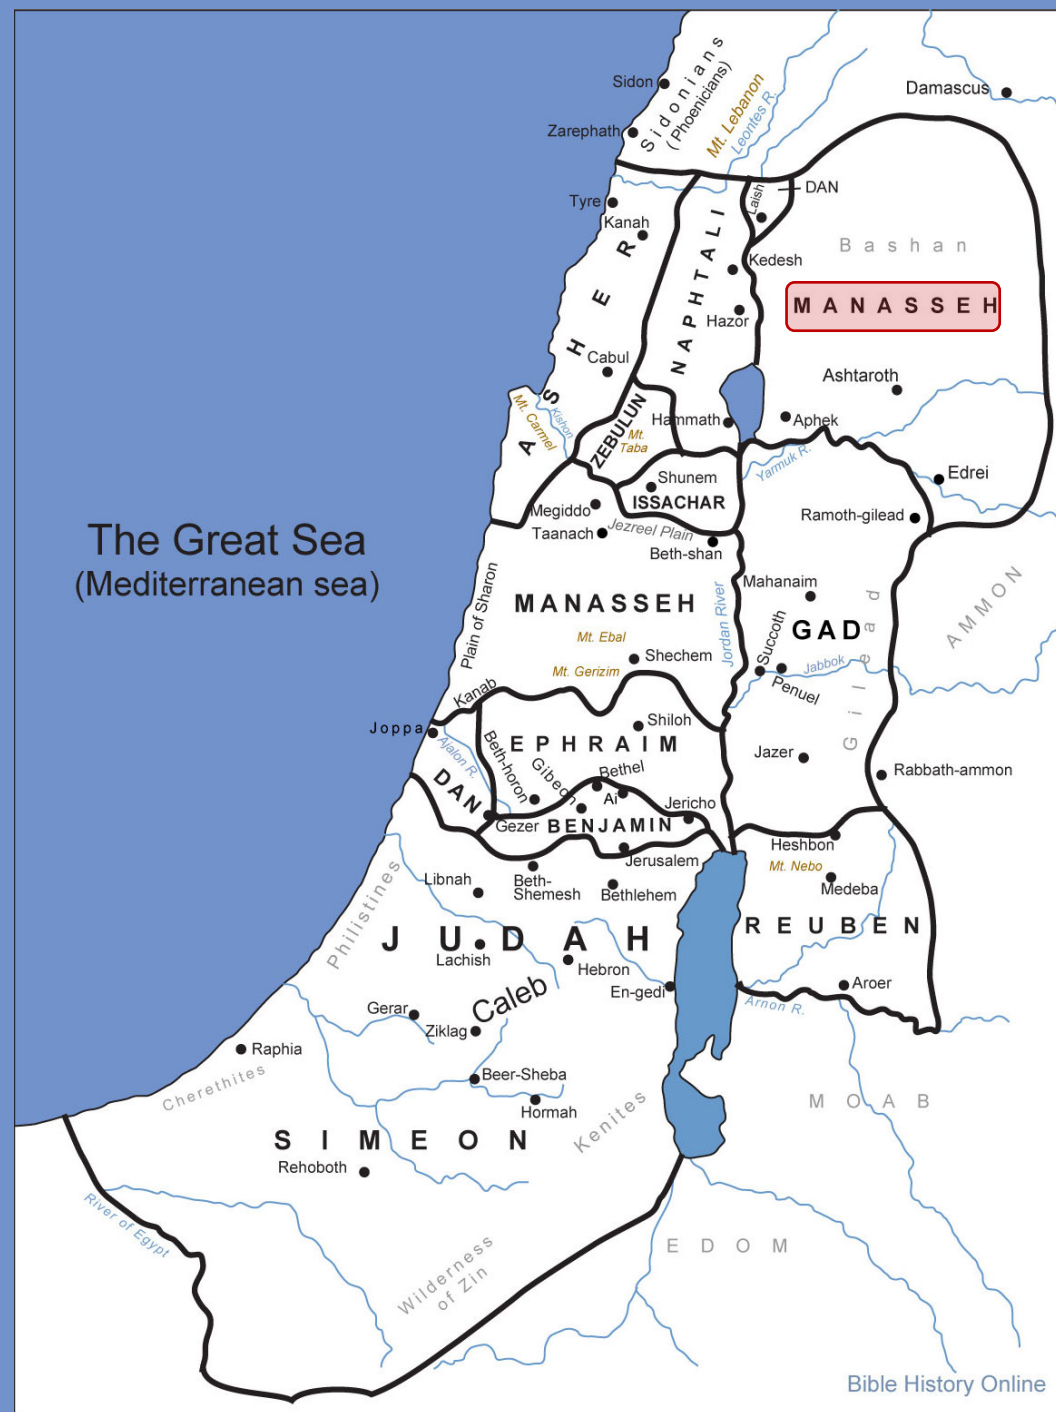 Sidon
Sidonians
(Phoenicians)
Mt. Lebanon
Leontes R.
Damascus
Zarephath
Tyre
Kanah
Laish
DAN
Bashan
ASHER
NAPHTALI
Kedesh
MANASSEH
Hazor
Cabul
Ashtaroth
Mt. Carmel
Kishon
ZEBULUN
Mt.
Taba
Hammath
Aphek
Yarmuk R.
Edrei
Shunem
ISSACHAR
Megiddo
Taanach
Jezreel Plain
Beth-shan
Ramoth-gilead
The Great Sea
(Mediterranean sea)
Plain of Sharon
MANASSEH
Jordan River
Mahanaim
GAD
Gilead
AMMON
Mt. Ebal
Mt. Gerizim
Shechem
Succoth
Penuel
Jabbok
Kanab
Joppa
Ajalon R.
Shiloh
EPHRAIM
Beth-horon
Gibeon
Bethel
Ai
Jericho
Jazer
Rabbath-ammon
DAN
Gezer
BENJAMIN
Jerusalem
Heshbon
Mt. Nebo
Medeba
Libnah
Beth-
Shemesh
Bethlehem
Philistines
JUDAH
REUBEN
Lachish
Hebron
En-gedi
Aroer
Arnon R.
Caleb
Gerar
Ziklag
Raphia
Cherethites
Beer-Sheba
Hormah
Kenites
MOAB
SIMEON
Rehoboth
River of Egypt
Wilderness
of Zin
EDOM
Bible History Online